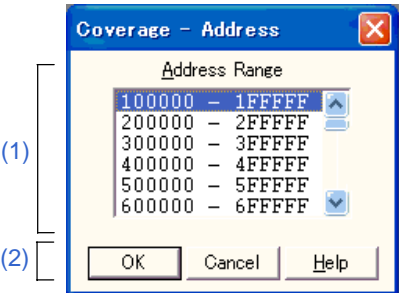 Coverage - Address
Address Range
100000 - 1FFFFF
200000 - 2FFFFF
300000 - 3FFFFF
400000 - 4FFFFF
500000 - 5FFFFF
600000 - 6FFFFF
(1)
(2)
OK Cancel Help